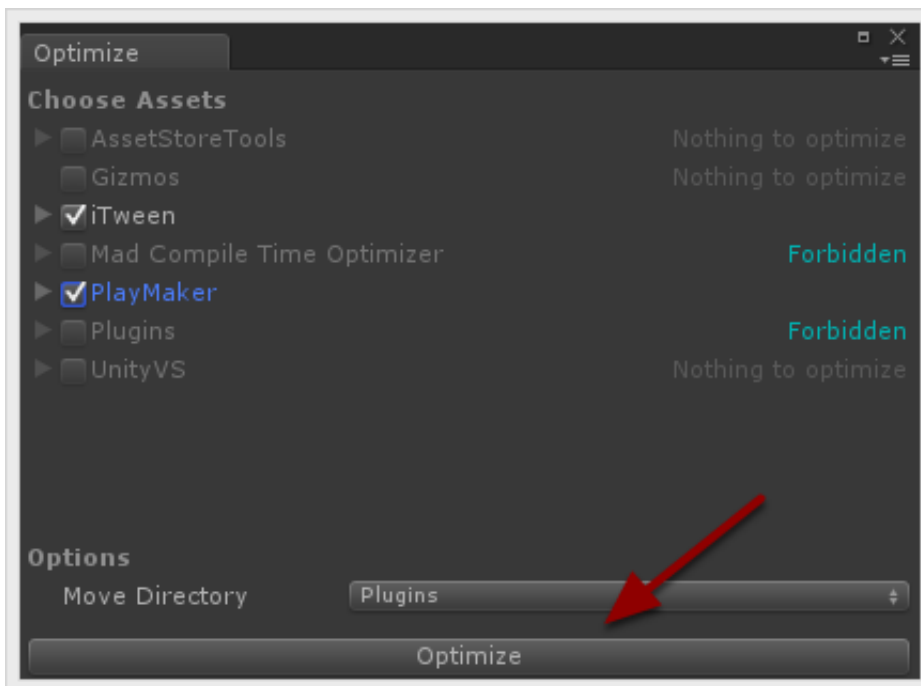 Optimize
Choose Assets
AssetStoreTools Nothing to optimize
Gizmos Nothing to optimize
iTween
Mad Compile Time Optimizer Forbidden
PlayMaker
Plugins Forbidden
UnityVS Nothing to optimize
Options
Move Directory Plugins
Optimize